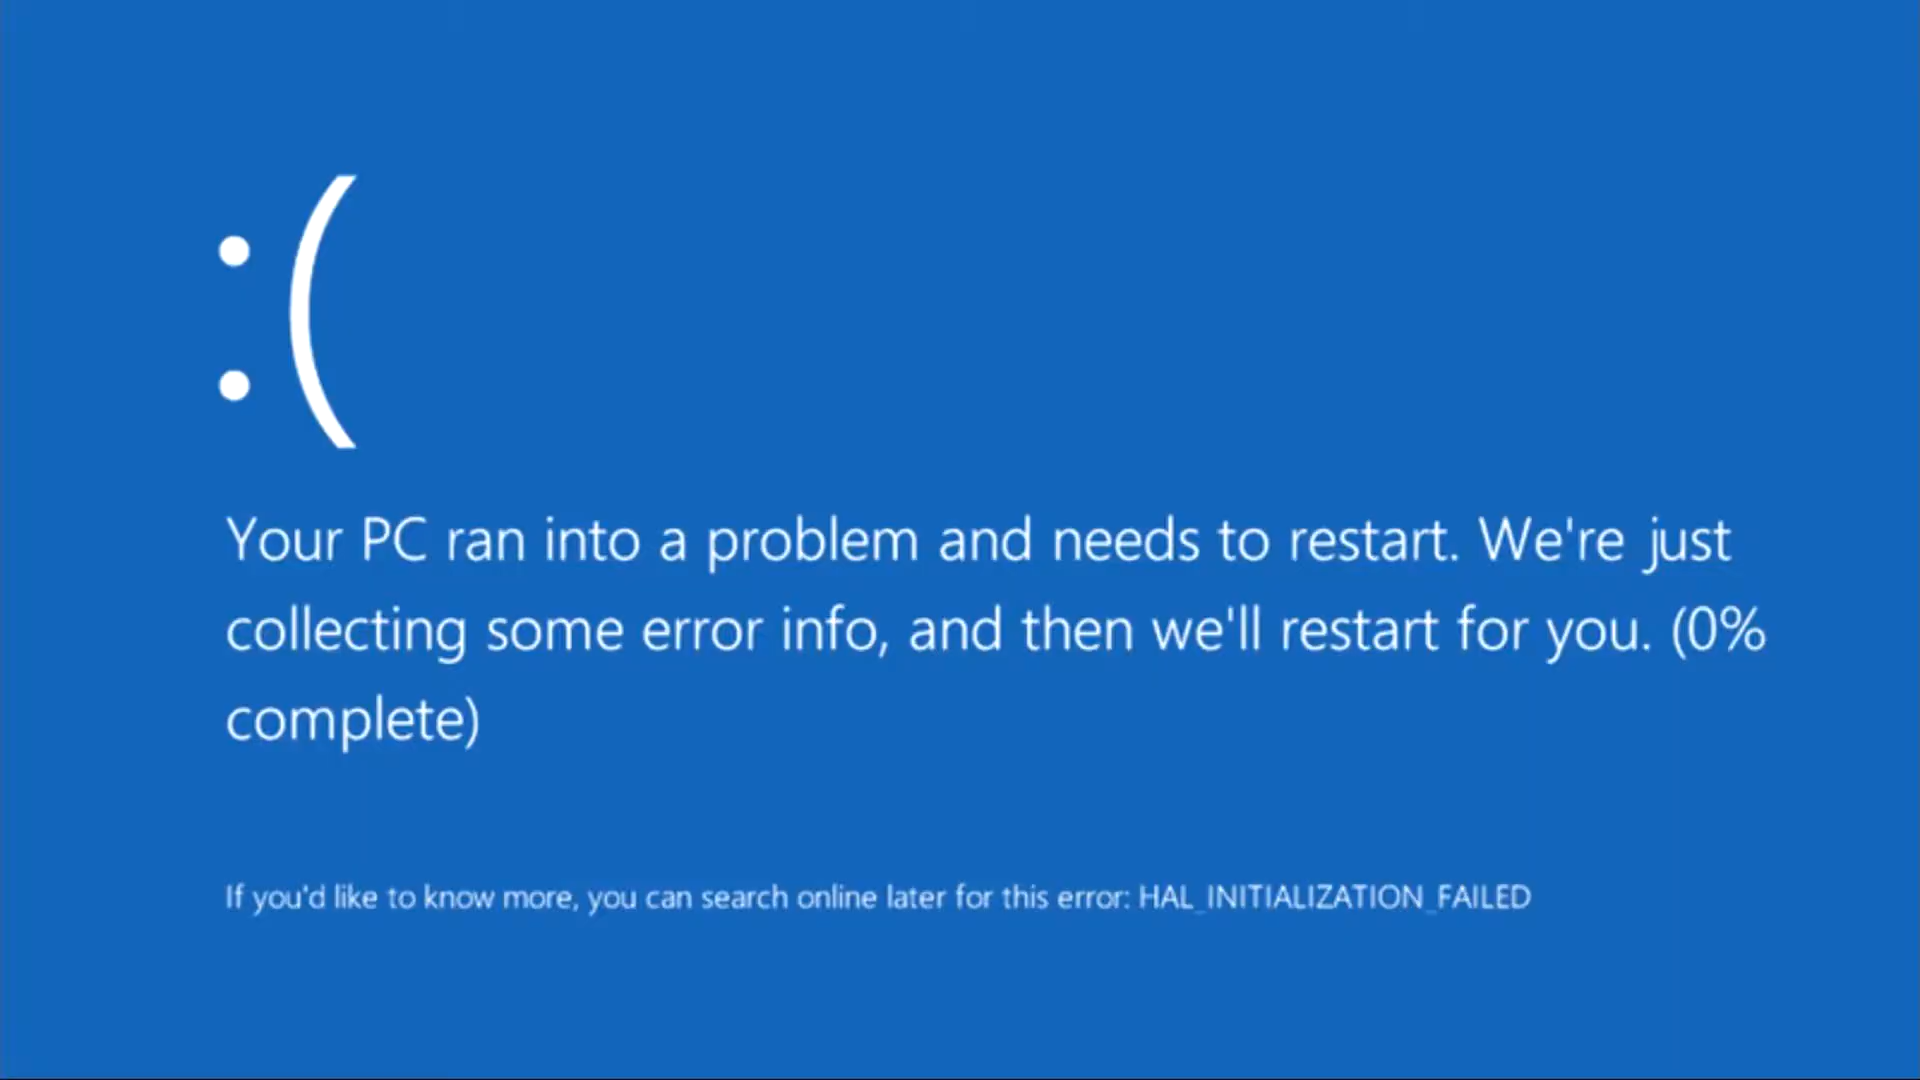 :(
Your PC ran into a problem and needs to restart. We're just
collecting some error info, and then we'll restart for you. (0%
complete)
If you'd like to know more, you can search online later for this error: HAL_INITIALIZATION_FAILED